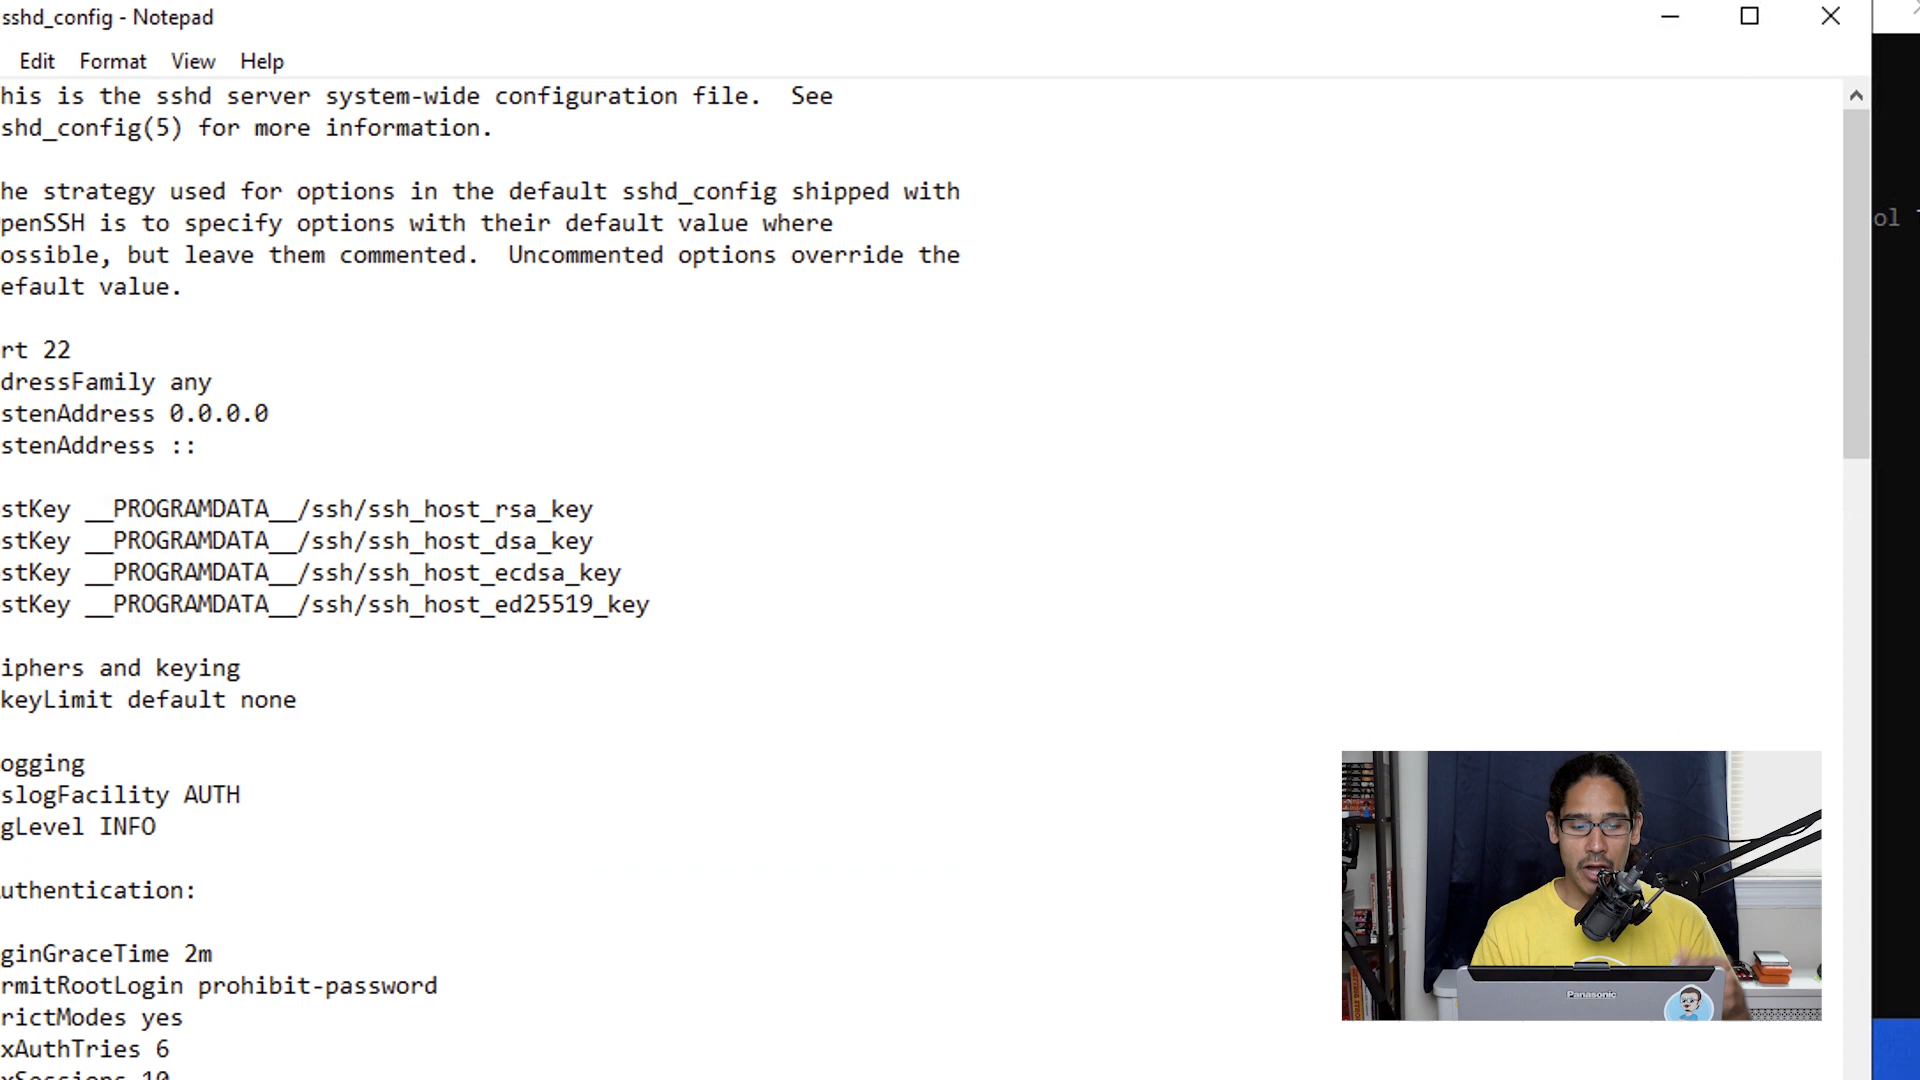 sshd_config - Notepad
Edit Format View Help
his is the sshd server system-wide configuration file.  See
shd_config(5) for more information.
he strategy used for options in the default sshd_config shipped with
penSSH is to specify options with their default value where
ossible, but leave them commented.  Uncommented options override the
efault value.
rt 22
dressFamily any
stenAddress 0.0.0.0
stenAddress ::
stKey __PROGRAMDATA__/ssh/ssh_host_rsa_key
stKey __PROGRAMDATA__/ssh/ssh_host_dsa_key
stKey __PROGRAMDATA__/ssh/ssh_host_ecdsa_key
stKey __PROGRAMDATA__/ssh/ssh_host_ed25519_key
iphers and keying
keyLimit default none
ogging
slogFacility AUTH
gLevel INFO
uthentication:
ginGraceTime 2m
rmitRootLogin prohibit-password
rictModes yes
xAuthTries 6
xSessions 10
ol
Panasonic